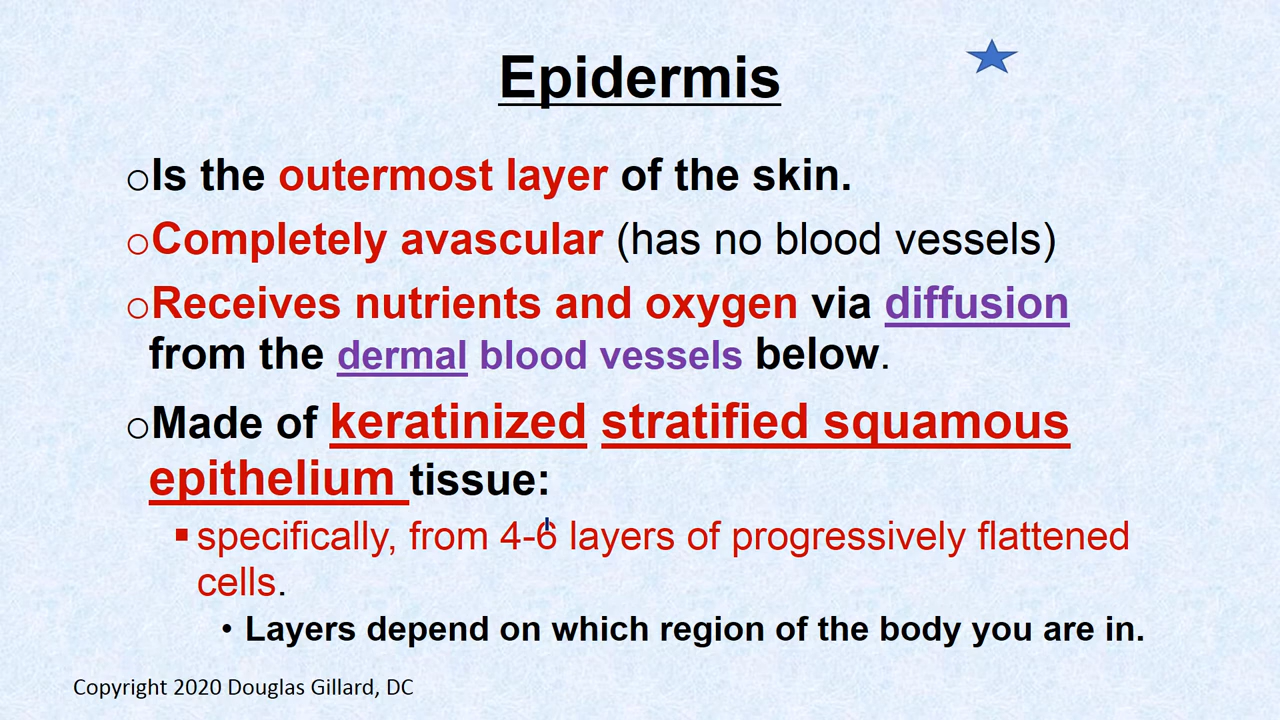 Epidermis
oIs the outermost layer of the skin.
oCompletely avascular (has no blood vessels)
oReceives nutrients and oxygen via diffusion
from the dermal blood vessels below.
oMade of keratinized stratified squamous
epithelium tissue:
▪ specifically, from 4-6 layers of progressively flattened
cells.
• Layers depend on which region of the body you are in.
Copyright 2020 Douglas Gillard, DC